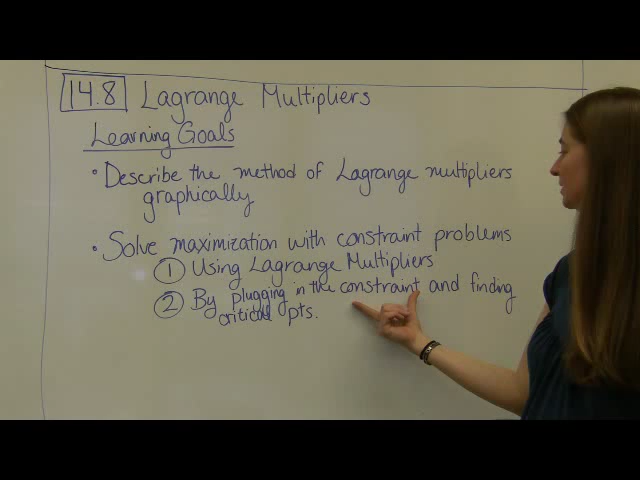 14.8 Lagrange Multipliers
Learning Goals
• Describe the method of Lagrange multipliers
graphically
• Solve maximization with constraint problems
① Using Lagrange Multipliers
② By plugging in the constraint and finding
critical pts.